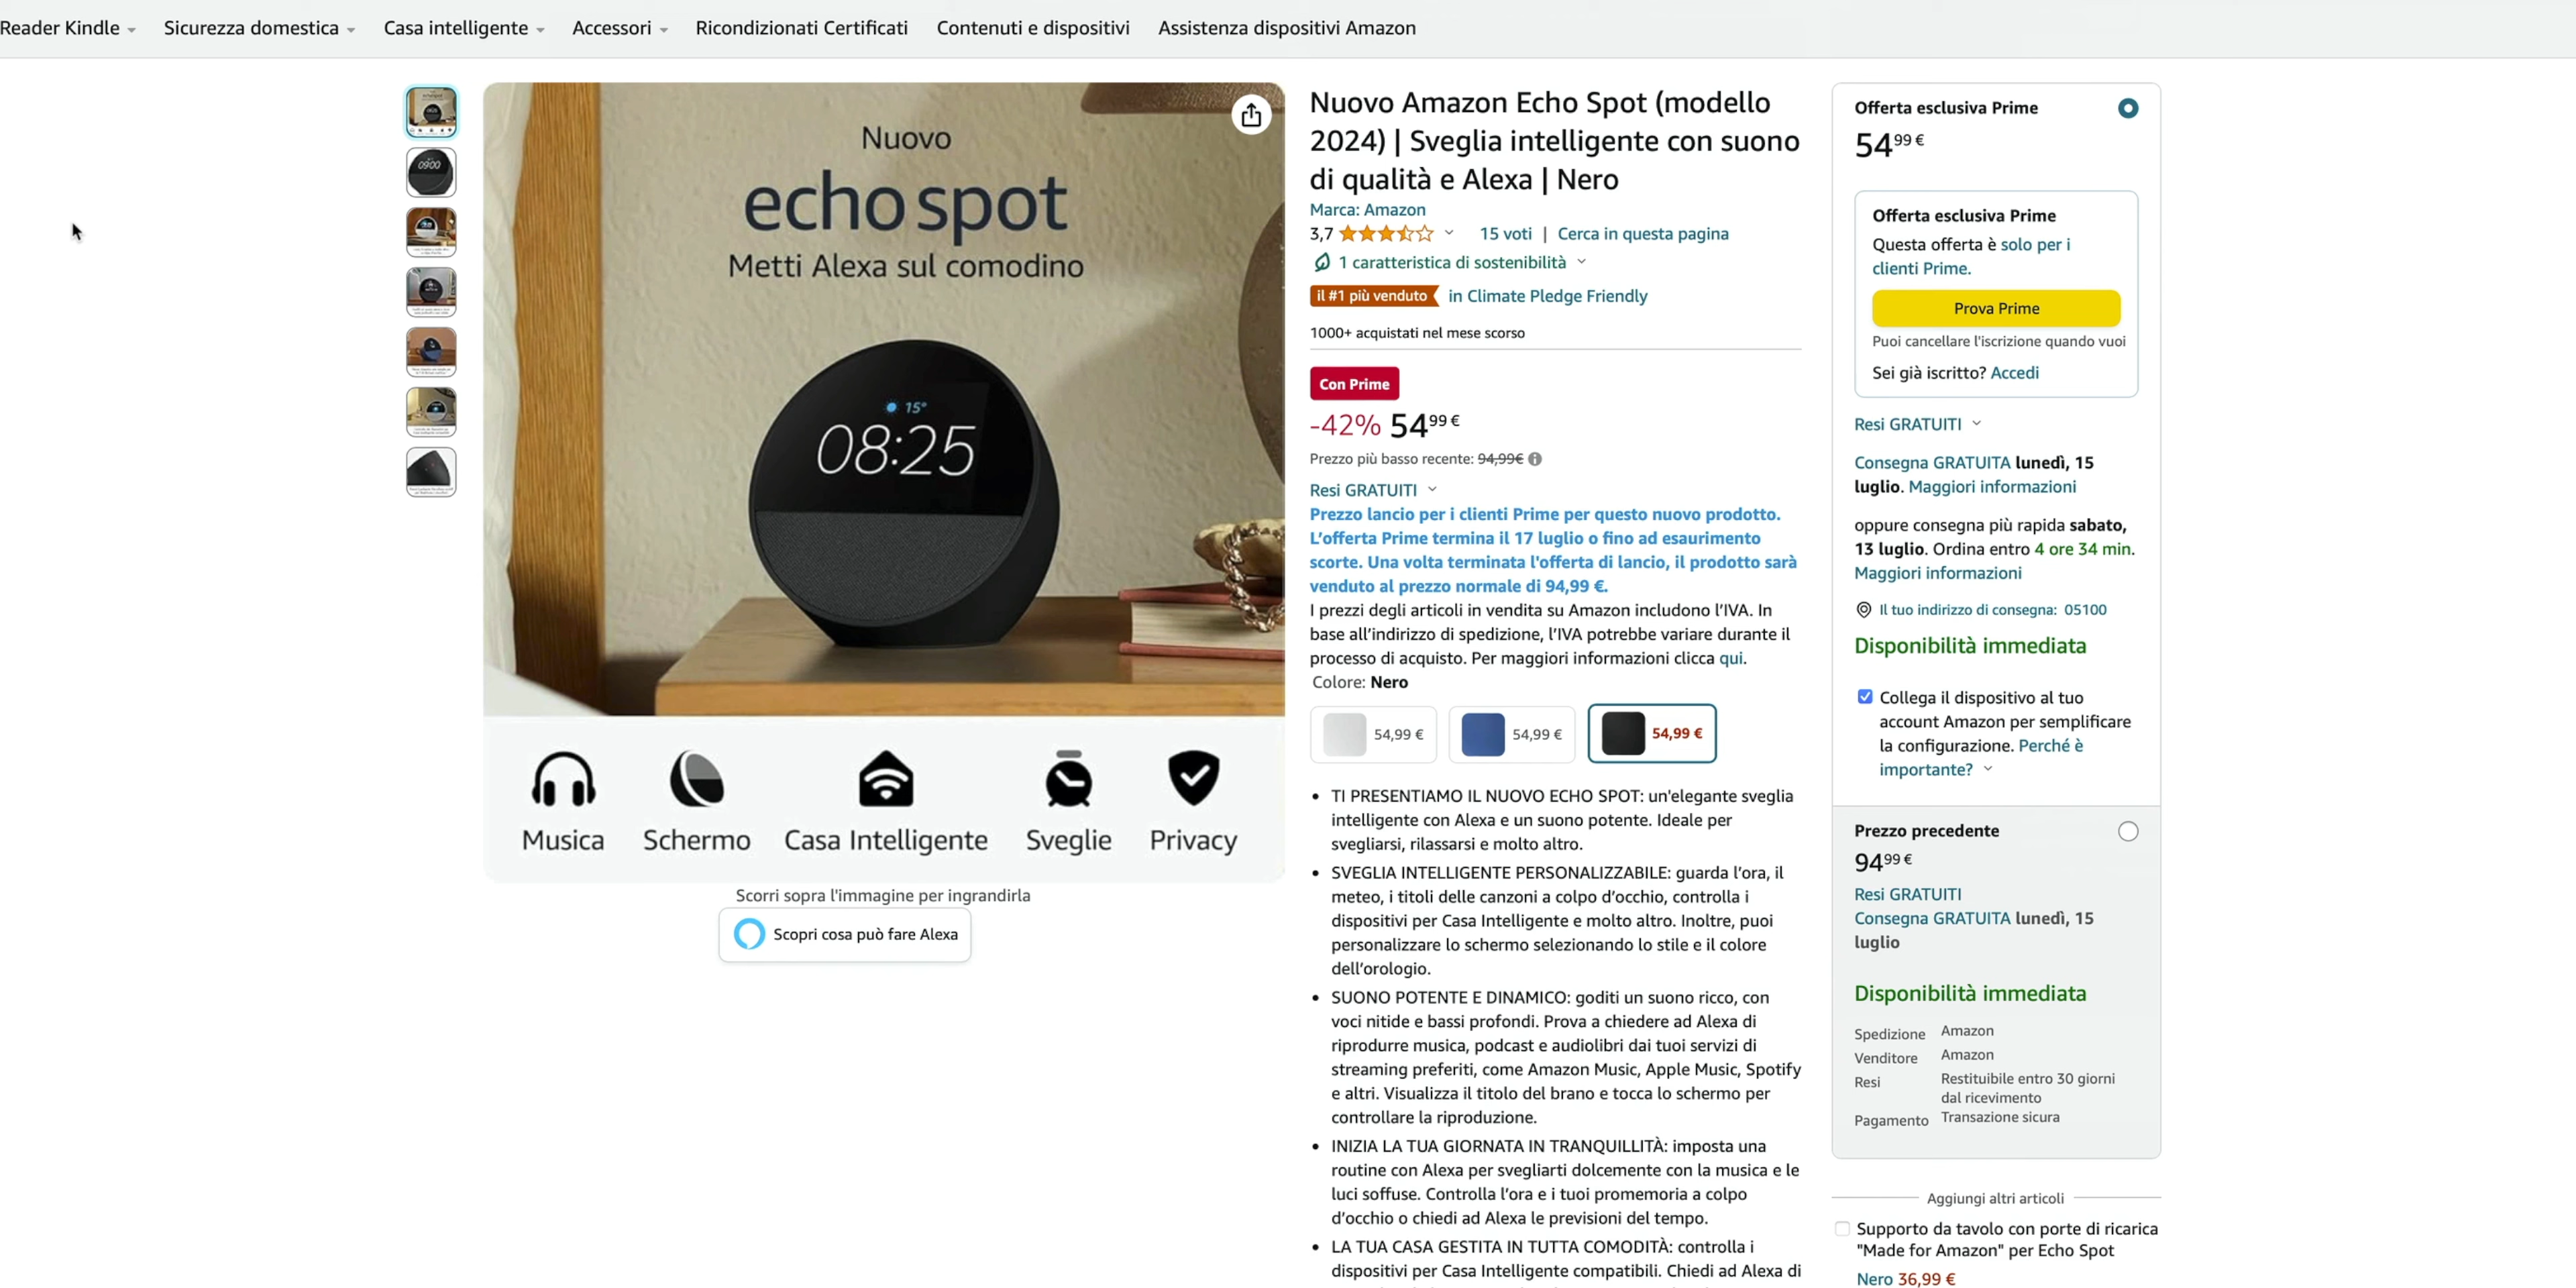 Reader Kindle
Sicurezza domestica
Casa intelligente
Accessori
Ricondizionati Certificati
Contenuti e dispositivi
Assistenza dispositivi Amazon
Nuovo
echo spot
Metti Alexa sul comodino
15°
08:25
Musica
Schermo
Casa Intelligente
Sveglie
Privacy
Scorri sopra l'immagine per ingrandirla
Scopri cosa può fare Alexa
Nuovo Amazon Echo Spot (modello
2024) | Sveglia intelligente con suono
di qualità e Alexa | Nero
Marca: Amazon
3,7
15 voti | Cerca in questa pagina
1 caratteristica di sostenibilità
il #1 più venduto in Climate Pledge Friendly
1000+ acquistati nel mese scorso
Con Prime
-42% 54 99 €
Prezzo più basso recente: 94,99€
Resi GRATUITI
Prezzo lancio per i clienti Prime per questo nuovo prodotto.
L’offerta Prime termina il 17 luglio o fino ad esaurimento
scorte. Una volta terminata l'offerta di lancio, il prodotto sarà
venduto al prezzo normale di 94,99 €.
I prezzi degli articoli in vendita su Amazon includono l’IVA. In
base all’indirizzo di spedizione, l’IVA potrebbe variare durante il
processo di acquisto. Per maggiori informazioni clicca qui.
Colore: Nero
54,99 €
54,99 €
54,99 €
• TI PRESENTIAMO IL NUOVO ECHO SPOT: un'elegante sveglia
intelligente con Alexa e un suono potente. Ideale per
svegliarsi, rilassarsi e molto altro.
• SVEGLIA INTELLIGENTE PERSONALIZZABILE: guarda l’ora, il
meteo, i titoli delle canzoni a colpo d’occhio, controlla i
dispositivi per Casa Intelligente e molto altro. Inoltre, puoi
personalizzare lo schermo selezionando lo stile e il colore
dell’orologio.
• SUONO POTENTE E DINAMICO: goditi un suono ricco, con
voci nitide e bassi profondi. Prova a chiedere ad Alexa di
riprodurre musica, podcast e audiolibri dai tuoi servizi di
streaming preferiti, come Amazon Music, Apple Music, Spotify
e altri. Visualizza il titolo del brano e tocca lo schermo per
controllare la riproduzione.
• INIZIA LA TUA GIORNATA IN TRANQUILLITÀ: imposta una
routine con Alexa per svegliarti dolcemente con la musica e le
luci soffuse. Controlla l’ora e i tuoi promemoria a colpo
d’occhio o chiedi ad Alexa le previsioni del tempo.
• LA TUA CASA GESTITA IN TUTTA COMODITÀ: controlla i
dispositivi per Casa Intelligente compatibili. Chiedi ad Alexa di
Offerta esclusiva Prime
54 99 €
Offerta esclusiva Prime
Questa offerta è solo per i
clienti Prime.
Prova Prime
Puoi cancellare l'iscrizione quando vuoi
Sei già iscritto? Accedi
Resi GRATUITI
Consegna GRATUITA lunedì, 15
luglio. Maggiori informazioni
oppure consegna più rapida sabato,
13 luglio. Ordina entro 4 ore 34 min.
Maggiori informazioni
Il tuo indirizzo di consegna: 05100
Disponibilità immediata
Collega il dispositivo al tuo
account Amazon per semplificare
la configurazione. Perché è
importante?
Prezzo precedente
94 99 €
Resi GRATUITI
Consegna GRATUITA lunedì, 15
luglio
Disponibilità immediata
Spedizione Amazon
Venditore Amazon
Resi Restituibile entro 30 giorni
dal ricevimento
Pagamento Transazione sicura
Aggiungi altri articoli
Supporto da tavolo con porte di ricarica
"Made for Amazon" per Echo Spot
Nero 36,99 €